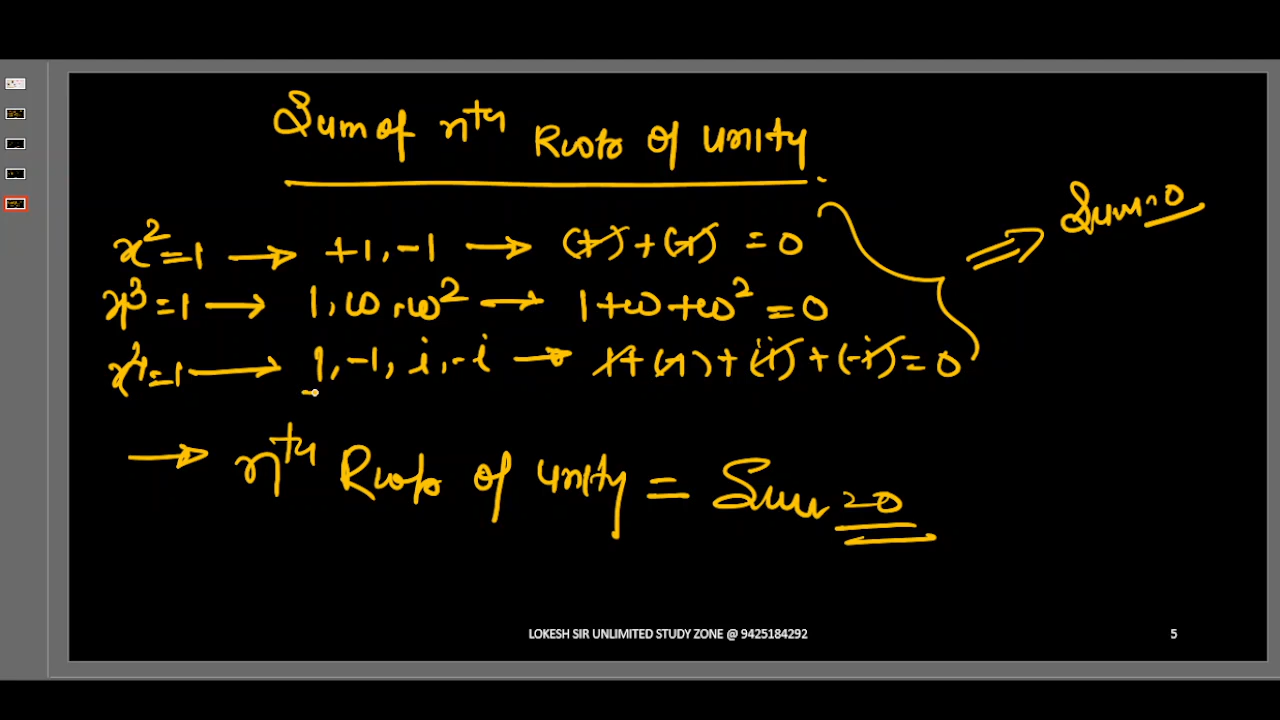 Sum of nth Roots of unity
x² = 1 → +1, -1 → (+1) + (-1) = 0
⇒ Sum = 0
x³ = 1 → 1, ω, ω² → 1 + ω + ω² = 0
x⁴ = 1 → 1, -1, i, -i → 1 + (-1) + (i) + (-i) = 0
→ nth Roots of unity = Sum = 0
LOKESH SIR UNLIMITED STUDY ZONE @ 9425184292
5